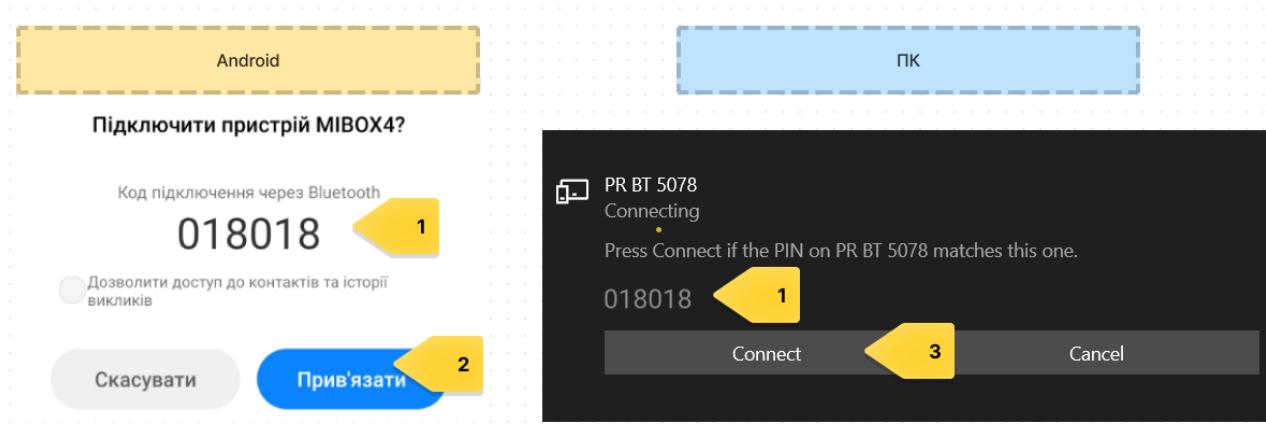 Android
Підключити пристрій MIBOX4?
Код підключення через Bluetooth
018018
1
Дозволити доступ до контактів та історії
викликів
Скасувати
Прив'язати
2
ПК
PR BT 5078
Connecting
Press Connect if the PIN on PR BT 5078 matches this one.
018018
1
Connect
3
Cancel